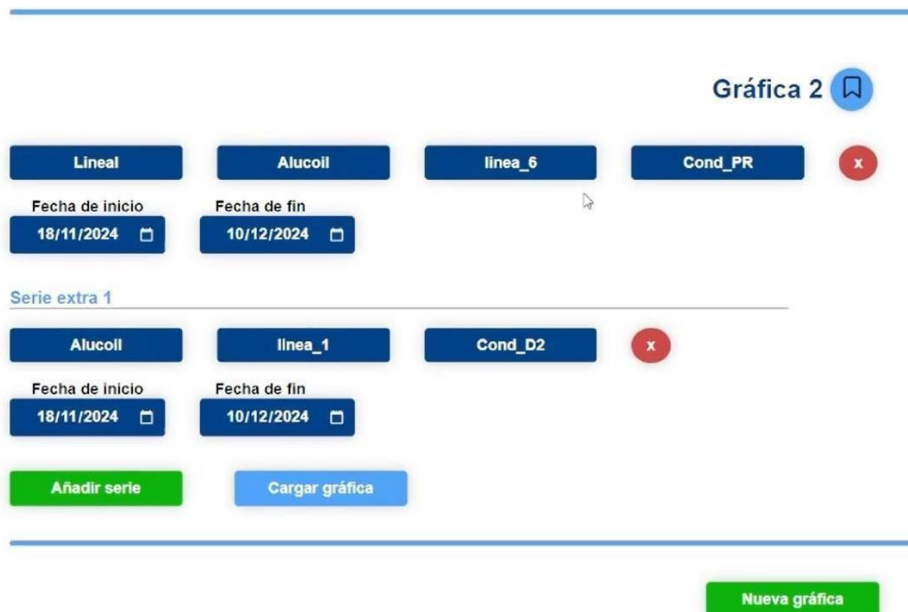 Gráfica 2
Lineal Alucoil linea_6 Cond_PR x
Fecha de inicio Fecha de fin
18/11/2024 10/12/2024
Serie extra 1
Alucoil linea_1 Cond_D2 x
Fecha de inicio Fecha de fin
18/11/2024 10/12/2024
Añadir serie Cargar gráfica
Nueva gráfica